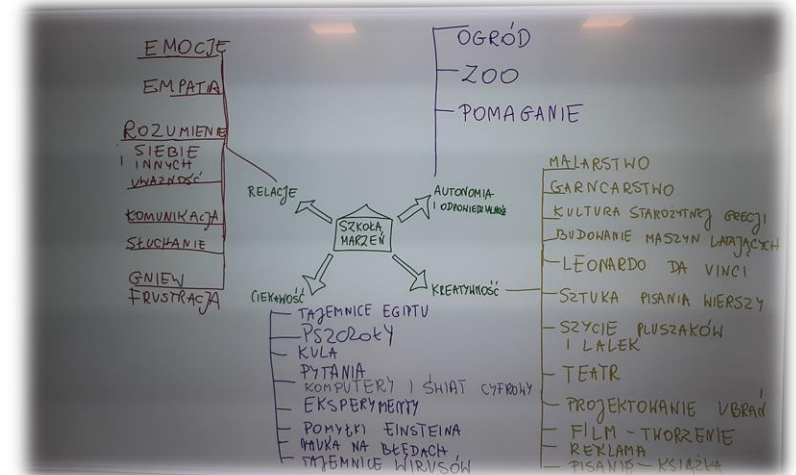 SZKOŁA
MARZEŃ
RELACJE
EMOCJE
EMPATIA
ROZUMIENIE
SIEBIE
I INNYCH
UWAŻNOŚĆ
KOMUNIKACJA
SŁUCHANIE
GNIEW
FRUSTRACJA
AUTONOMIA
I ODPOWIEDZIALNOŚĆ
OGRÓD
ZOO
POMAGANIE
CIEKAWOŚĆ
TAJEMNICE EGIPTU
PSZCZOŁY
KULA
PYTANIA
KOMPUTERY I ŚWIAT CYFROWY
EKSPERYMENTY
POMYŁKI EINSTEINA
NAUKA NA BŁĘDACH
TAJEMNICE WIRUSÓW
KREATYWNOŚĆ
MALARSTWO
GARNCARSTWO
KULTURA STAROŻYTNEJ GRECJI
BUDOWANIE MASZYN LATAJĄCYCH
LEONARDO DA VINCI
SZTUKA PISANIA WIERSZY
SZYCIE PLUSZAKÓW
I LALEK
TEATR
PROJEKTOWANIE UBRAŃ
FILM - TWORZENIE
REKLAMA
PISANIE - KSIĄŻKA